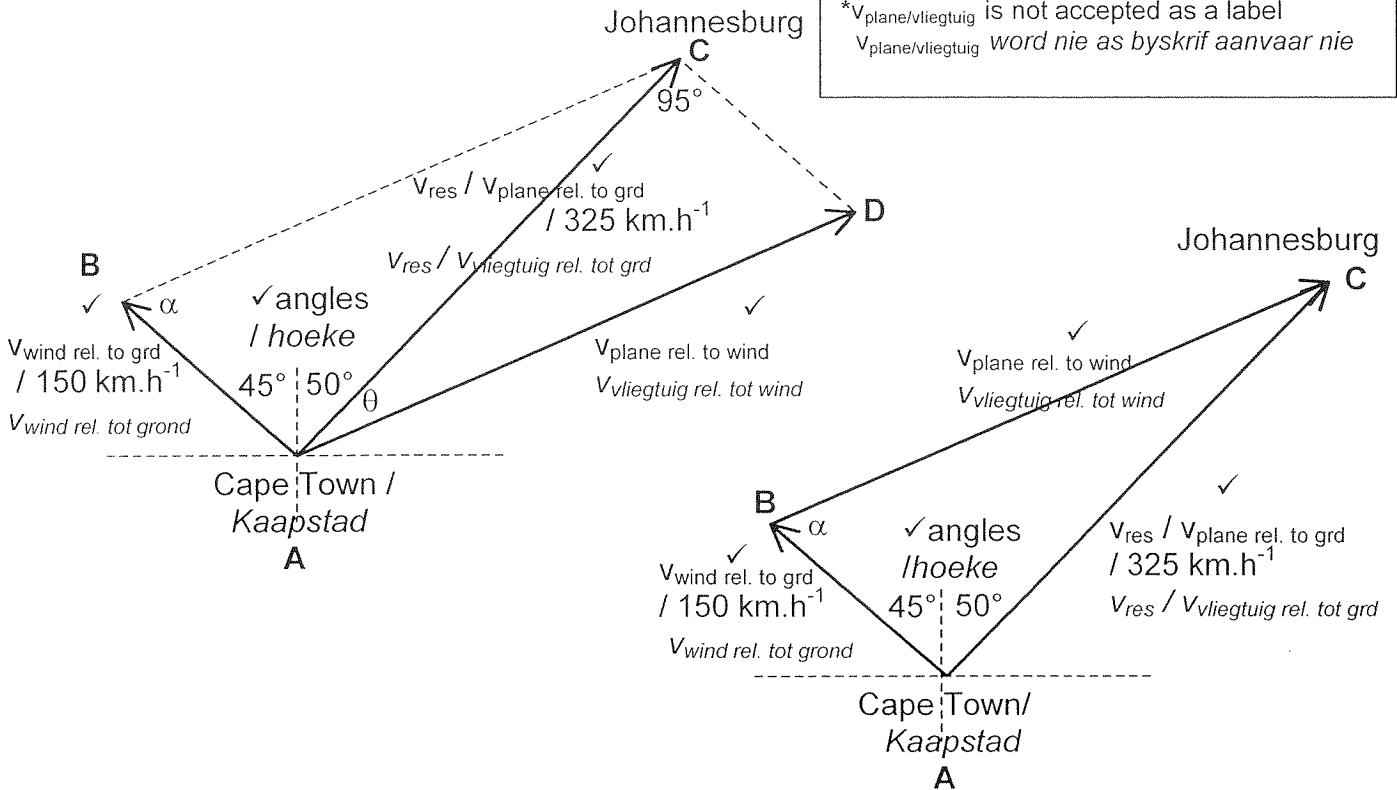 Johannesburg
C
95°
*v_plane/vliegtuig is not accepted as a label
v_plane/vliegtuig word nie as byskrif aanvaar nie
✓
v_res / v_plane rel. to grd
/ 325 km.h⁻¹
v_res / v_vliegtuig rel. tot grd
D
B
✓
α
✓angles
/ hoeke
v_wind rel. to grd
/ 150 km.h⁻¹
v_wind rel. tot grond
45° 50°
θ
✓
v_plane rel. to wind
v_vliegtuig rel. tot wind
Cape Town /
Kaapstad
A
Johannesburg
C
✓
v_plane rel. to wind
v_vliegtuig rel. tot wind
B
α
✓angles
/hoeke
✓
v_wind rel. to grd
/ 150 km.h⁻¹
v_wind rel. tot grond
45° 50°
✓
v_res / v_plane rel. to grd
/ 325 km.h⁻¹
v_res / v_vliegtuig rel. tot grd
Cape Town/
Kaapstad
A